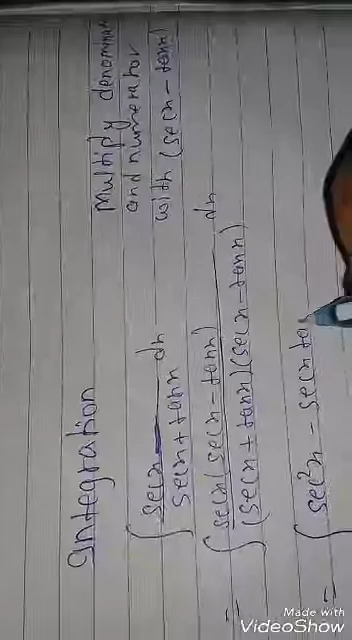 Integration
∫ secx / secx + tanx dx
Multiply denomina
and numerator
with (secx - tanx)
= ∫ secx(secx - tanx) / (secx + tanx)(secx - tanx) dx
= ∫ sec²x - secx ta
Made with
VideoShow